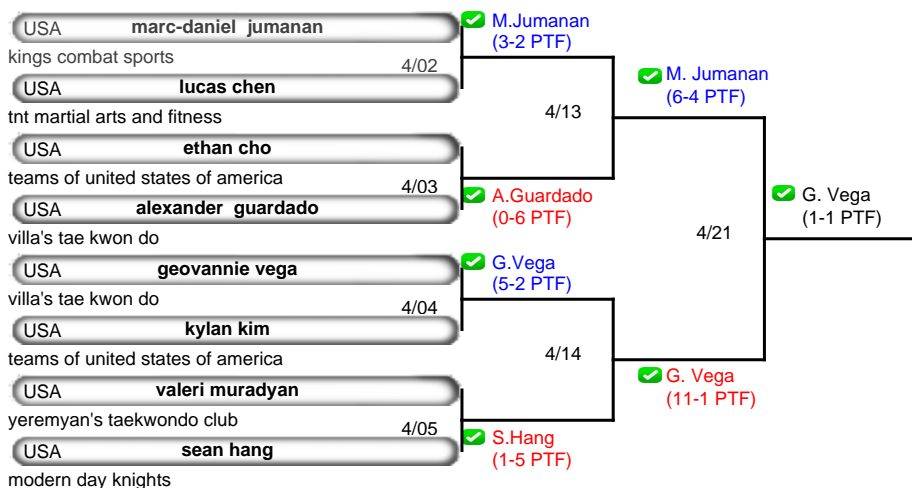 USA marc-daniel jumanan
kings combat sports
4/02
USA lucas chen
tnt martial arts and fitness
USA ethan cho
teams of united states of america
4/03
USA alexander guardado
villa's tae kwon do
USA geovannie vega
villa's tae kwon do
4/04
USA kylan kim
teams of united states of america
USA valeri muradyan
yeremyan's taekwondo club
4/05
USA sean hang
modern day knights
M.Jumanan
(3-2 PTF)
4/13
A.Guardado
(0-6 PTF)
G.Vega
(5-2 PTF)
4/14
S.Hang
(1-5 PTF)
M. Jumanan
(6-4 PTF)
4/21
G. Vega
(11-1 PTF)
G. Vega
(1-1 PTF)